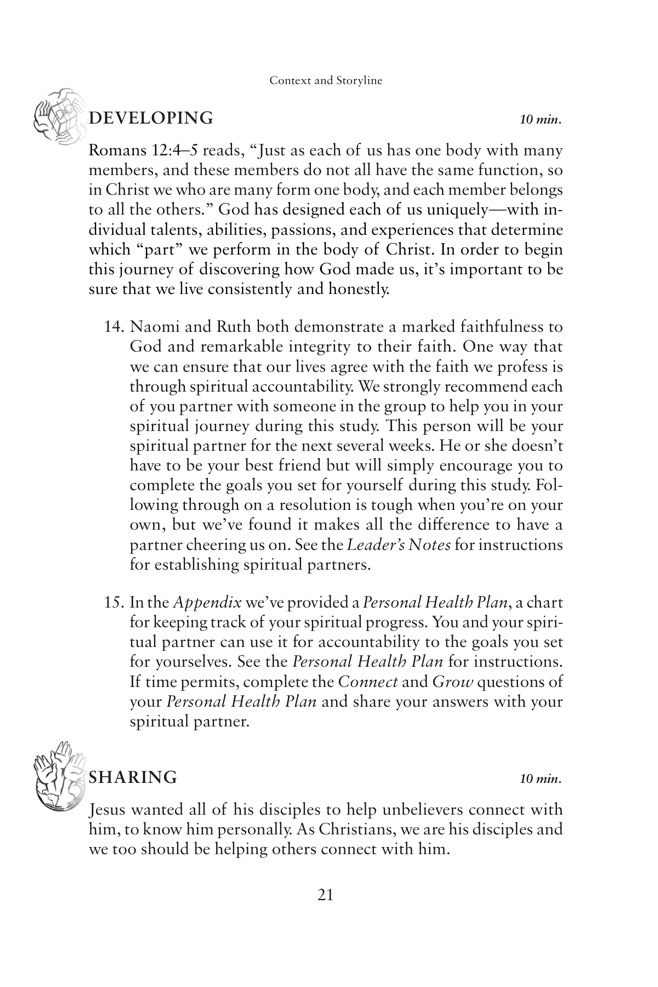 Context and Storyline
DEVELOPING 10 min.
Romans 12:4–5 reads, “Just as each of us has one body with many
members, and these members do not all have the same function, so
in Christ we who are many form one body, and each member belongs
to all the others.” God has designed each of us uniquely—with in-
dividual talents, abilities, passions, and experiences that determine
which “part” we perform in the body of Christ. In order to begin
this journey of discovering how God made us, it’s important to be
sure that we live consistently and honestly.
14. Naomi and Ruth both demonstrate a marked faithfulness to
God and remarkable integrity to their faith. One way that
we can ensure that our lives agree with the faith we profess is
through spiritual accountability. We strongly recommend each
of you partner with someone in the group to help you in your
spiritual journey during this study. This person will be your
spiritual partner for the next several weeks. He or she doesn’t
have to be your best friend but will simply encourage you to
complete the goals you set for yourself during this study. Fol-
lowing through on a resolution is tough when you’re on your
own, but we’ve found it makes all the difference to have a
partner cheering us on. See the Leader’s Notes for instructions
for establishing spiritual partners.
15. In the Appendix we’ve provided a Personal Health Plan, a chart
for keeping track of your spiritual progress. You and your spiri-
tual partner can use it for accountability to the goals you set
for yourselves. See the Personal Health Plan for instructions.
If time permits, complete the Connect and Grow questions of
your Personal Health Plan and share your answers with your
spiritual partner.
SHARING 10 min.
Jesus wanted all of his disciples to help unbelievers connect with
him, to know him personally. As Christians, we are his disciples and
we too should be helping others connect with him.
21